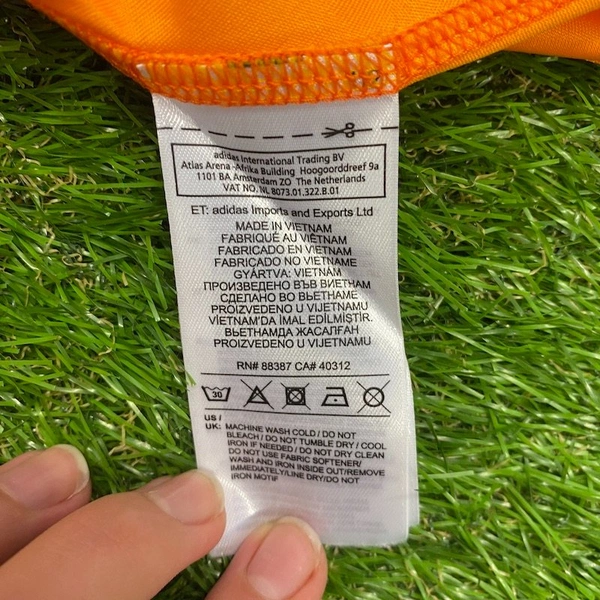 adidas International Trading BV
Atlas Arena -Afrika Building Hoogoorddreef 9a
1101 BA Amsterdam ZO The Netherlands
VAT NO. NL 8073.01.322.B.01
ET: adidas Imports and Exports Ltd
MADE IN VIETNAM
FABRIQUÉ AU VIÊTNAM
FABRICADO EN VIETNAM
FABRICADO NO VIETNAME
GYÁRTVA: VIETNÁM
ПРОИЗВЕДЕНО ВЪВ ВИЕТНАМ
СДЕЛАНО ВО ВЬЕТНАМЕ
PROIZVEDENO U VIJETNAMU
VİETNAM'DA İMAL EDİLMİŞTİR.
ВЬЕТНАМДА ЖАСАЛҒАН
PROIZVEDENO U VIJETNAMU
RN# 88387 CA# 40312
30
US /
UK: MACHINE WASH COLD / DO NOT
BLEACH / DO NOT TUMBLE DRY / COOL
IRON IF NEEDED / DO NOT DRY CLEAN
DO NOT USE FABRIC SOFTENER/
WASH AND IRON INSIDE OUT/REMOVE
IMMEDIATELY/LINE DRY/DO NOT
IRON MOTIF